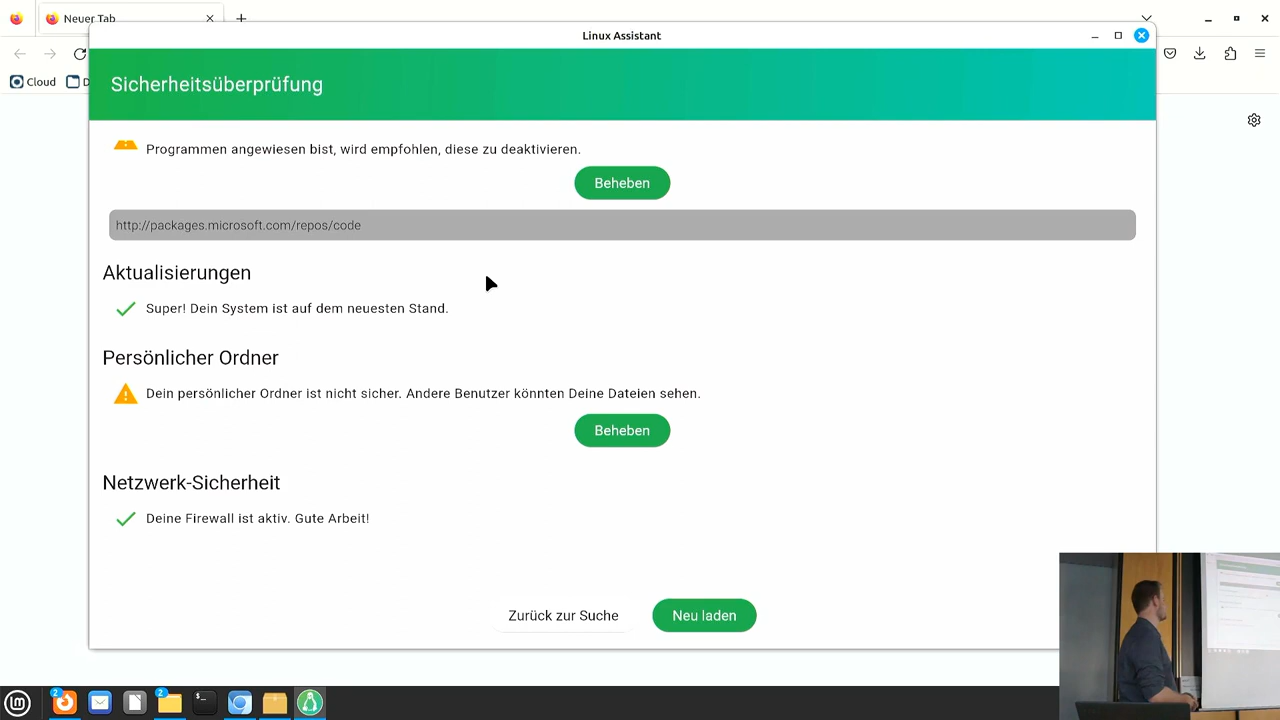 Neuer Tab
Linux Assistant
Cloud
D
Sicherheitsüberprüfung
Programmen angewiesen bist, wird empfohlen, diese zu deaktivieren.
Beheben
http://packages.microsoft.com/repos/code
Aktualisierungen
Super! Dein System ist auf dem neuesten Stand.
Persönlicher Ordner
Dein persönlicher Ordner ist nicht sicher. Andere Benutzer könnten Deine Dateien sehen.
Beheben
Netzwerk-Sicherheit
Deine Firewall ist aktiv. Gute Arbeit!
Zurück zur Suche
Neu laden
2
2